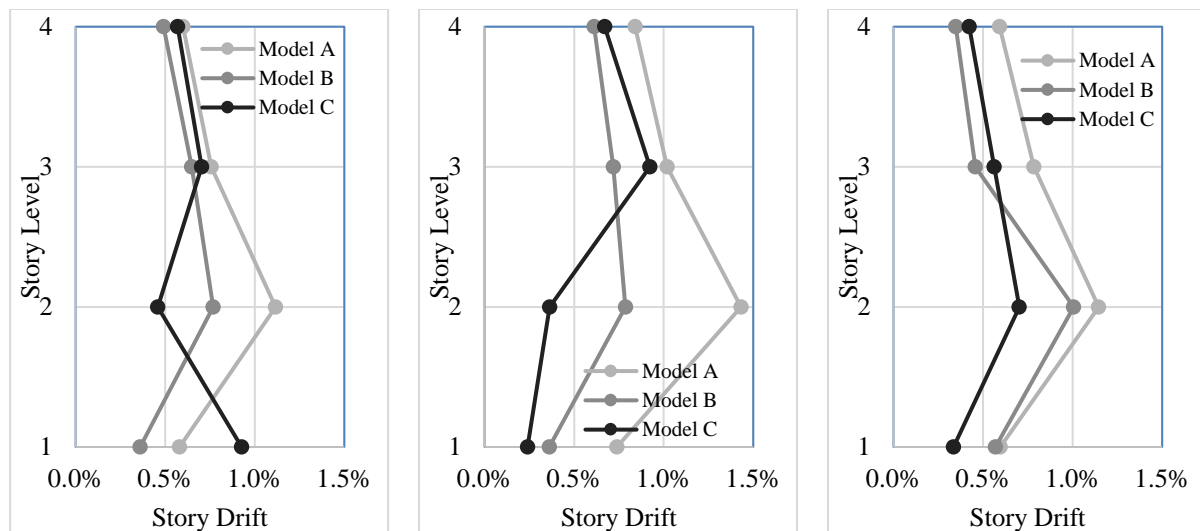 4
3
2
1
Story Level
0.0% 0.5% 1.0% 1.5%
Story Drift
Model A
Model B
Model C
4
3
2
1
Story Level
0.0% 0.5% 1.0% 1.5%
Story Drift
Model A
Model B
Model C
4
3
2
1
Story Level
0.0% 0.5% 1.0% 1.5%
Story Drift
Model A
Model B
Model C